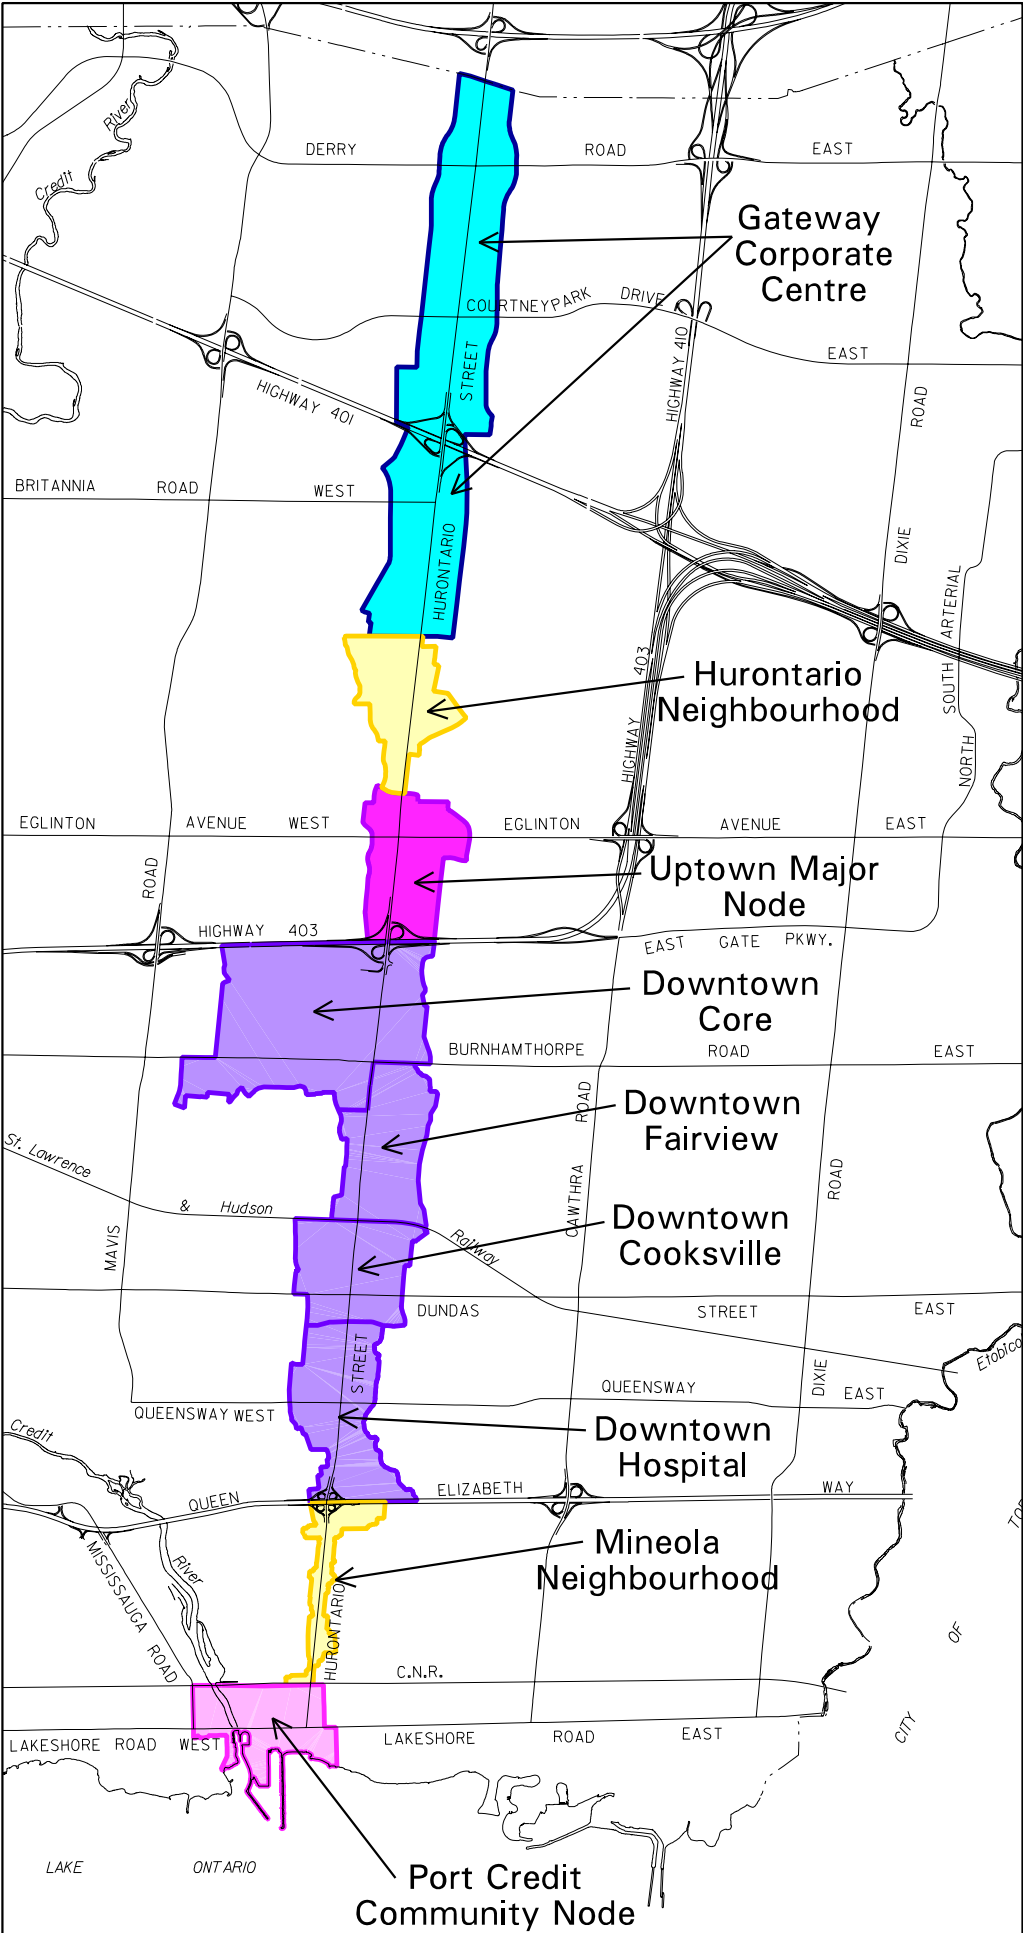 River
DERRY ROAD EAST
Credit
Gateway
Corporate
Centre
COURTNEYPARK DRIVE
EAST
HIGHWAY 410
STREET
HIGHWAY 401
ROAD
BRITANNIA ROAD WEST
DIXIE
HURONTARIO
SOUTH ARTERIAL
403
HIGHWAY
Hurontario
Neighbourhood
NORTH
EGLINTON AVENUE WEST
EGLINTON AVENUE EAST
ROAD
Uptown Major
Node
HIGHWAY 403
EAST GATE PKWY.
Downtown
Core
BURNHAMTHORPE ROAD EAST
ROAD
Downtown
Fairview
St. Lawrence
& Hudson
Railway
CAWTHRA
ROAD
MAVIS
Downtown
Cooksville
DUNDAS STREET EAST
STREET
Etobico
DIXIE
QUEENSWAY EAST
QUEENSWAY WEST
Credit
Downtown
Hospital
QUEEN ELIZABETH WAY
TOR
MISSISSAUGA ROAD
River
Mineola
Neighbourhood
HURONTARIO
OF
C.N.R.
CITY
LAKESHORE ROAD WEST
LAKESHORE ROAD EAST
LAKE ONTARIO
Port Credit
Community Node